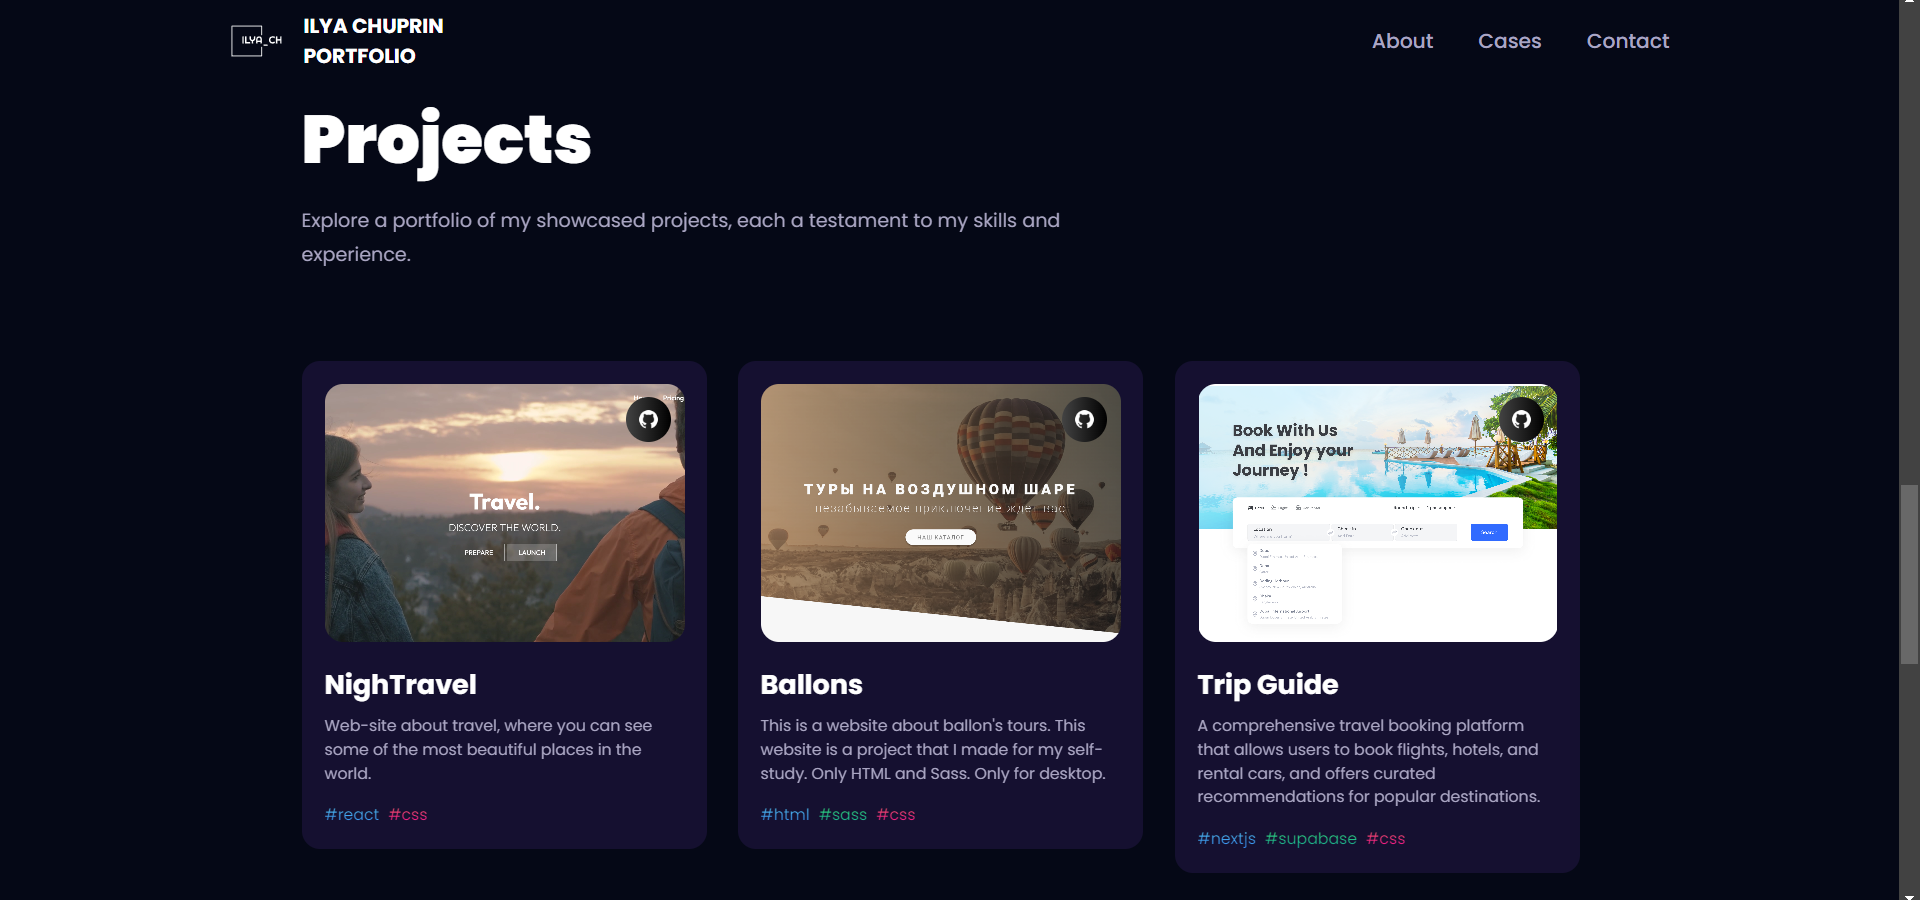 ILYA_CH
ILYA CHUPRIN
PORTFOLIO
About
Cases
Contact
Projects
Explore a portfolio of my showcased projects, each a testament to my skills and
experience.
Pricing
Travel.
DISCOVER THE WORLD.
PREPARE
LAUNCH
NighTravel
Web-site about travel, where you can see
some of the most beautiful places in the
world.
#react #css
ТУРЫ НА ВОЗДУШНОМ ШАРЕ
незабываемое приключение ждет вас
НАШ КАТАЛОГ
Ballons
This is a website about ballon's tours. This
website is a project that I made for my self-
study. Only HTML and Sass. Only for desktop.
#html #sass #css
Book With Us
And Enjoy your
Journey !
Location
Search
Trip Guide
A comprehensive travel booking platform
that allows users to book flights, hotels, and
rental cars, and offers curated
recommendations for popular destinations.
#nextjs #supabase #css